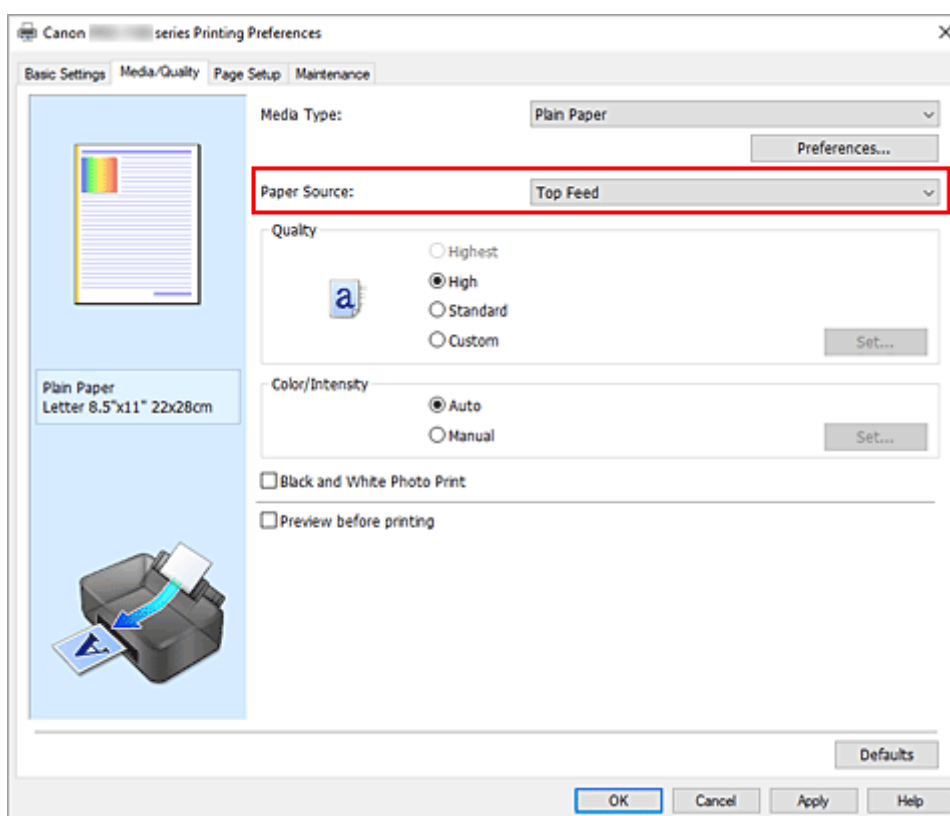 Canon series Printing Preferences
Basic Settings Media/Quality Page Setup Maintenance
Media Type: Plain Paper
Preferences...
Paper Source: Top Feed
Quality
Highest
a
High
Standard
Custom Set...
Plain Paper
Letter 8.5"x11" 22x28cm
Color/Intensity
Auto
Manual Set...
Black and White Photo Print
Preview before printing
A
Defaults
OK Cancel Apply Help